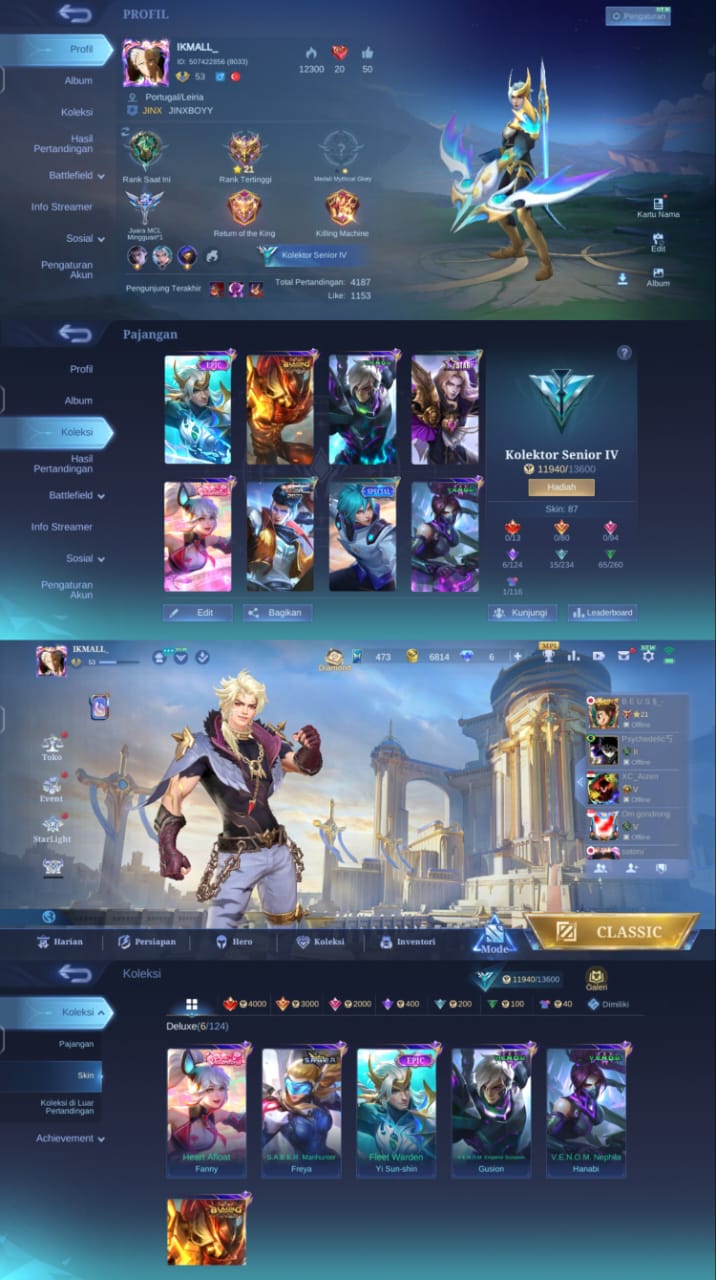 PROFIL
Pengaturan
Profil
Album
Koleksi
Hasil
Pertandingan
Battlefield
Info Streamer
Sosial
Pengaturan
Akun
IKMALL_
ID: 507422856 (8033)
53
12300 20 50
Portugal/Leiria
JINX JINXBOYY
Rank Saat Ini
21
Rank Tertinggi
Medali Mythical Glory
Juara MCL
Mingguan*1
Return of the King
Killing Machine
Kolektor Senior IV
Pengunjung Terakhir
Total Pertandingan: 4187
Like: 1153
Kartu Nama
Edit
Album
Pajangan
Profil
Album
Koleksi
Hasil
Pertandingan
Battlefield
Info Streamer
Sosial
Pengaturan
Akun
EPIC
SPECIAL
?
Kolektor Senior IV
11940/13600
Hadiah
Skin: 87
0/13 0/80 0/94
6/124 15/234 65/260
1/116
Edit
Bagikan
Kunjungi
Leaderboard
IKMALL_
53
Diamond
473 6814 6 +
MPL
NEW
Toko
Event
StarLight
B E U S §_
21
Offline
Psychedelicㄎ
II
Offline
XC_Auren
V
Offline
Om gondrong
V
Offline
Harian
Persiapan
Hero
Koleksi
Inventori
Mode
CLASSIC
Koleksi
11940/13600
Galeri
Koleksi
Pajangan
Skin
Koleksi di Luar
Pertandingan
Achievement
4000 3000 2000 400 200 100 40 Dimiliki
Deluxe(6/124)
Heart Afloat
Fanny
S.A.B.E.R.
S.A.B.E.R. Manhunter
Freya
EPIC
Fleet Warden
Yi Sun-shin
V.E.N.O.M. Emperor Scorpion
Gusion
V.E.N.O.M. Nephila
Hanabi